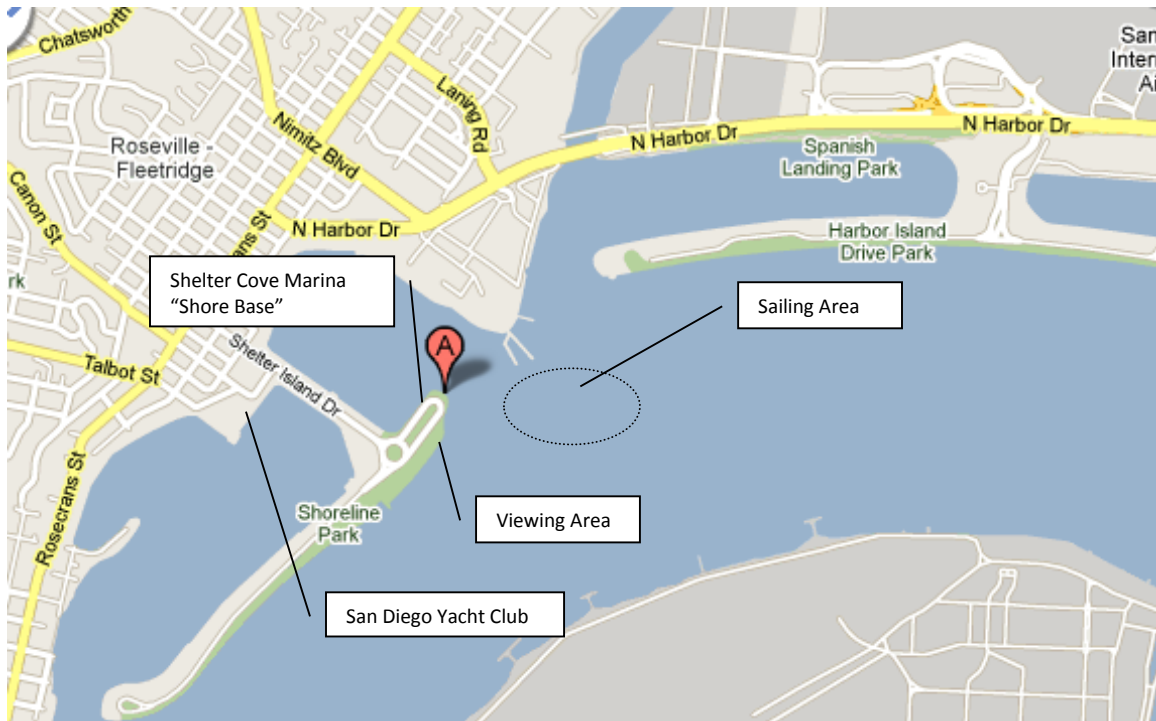 Chatsworth
San
Intern
Ai
Laning Rd
Nimitz Blvd
N Harbor Dr
N Harbor Dr
Roseville -
Fleetridge
Spanish
Landing Park
Canon St
ans St
N Harbor Dr
Harbor Island
Drive Park
rk
Shelter Cove Marina
“Shore Base”
Sailing Area
A
Shelter Island Dr
Talbot St
Rosecrans St
Shoreline
Park
Viewing Area
San Diego Yacht Club